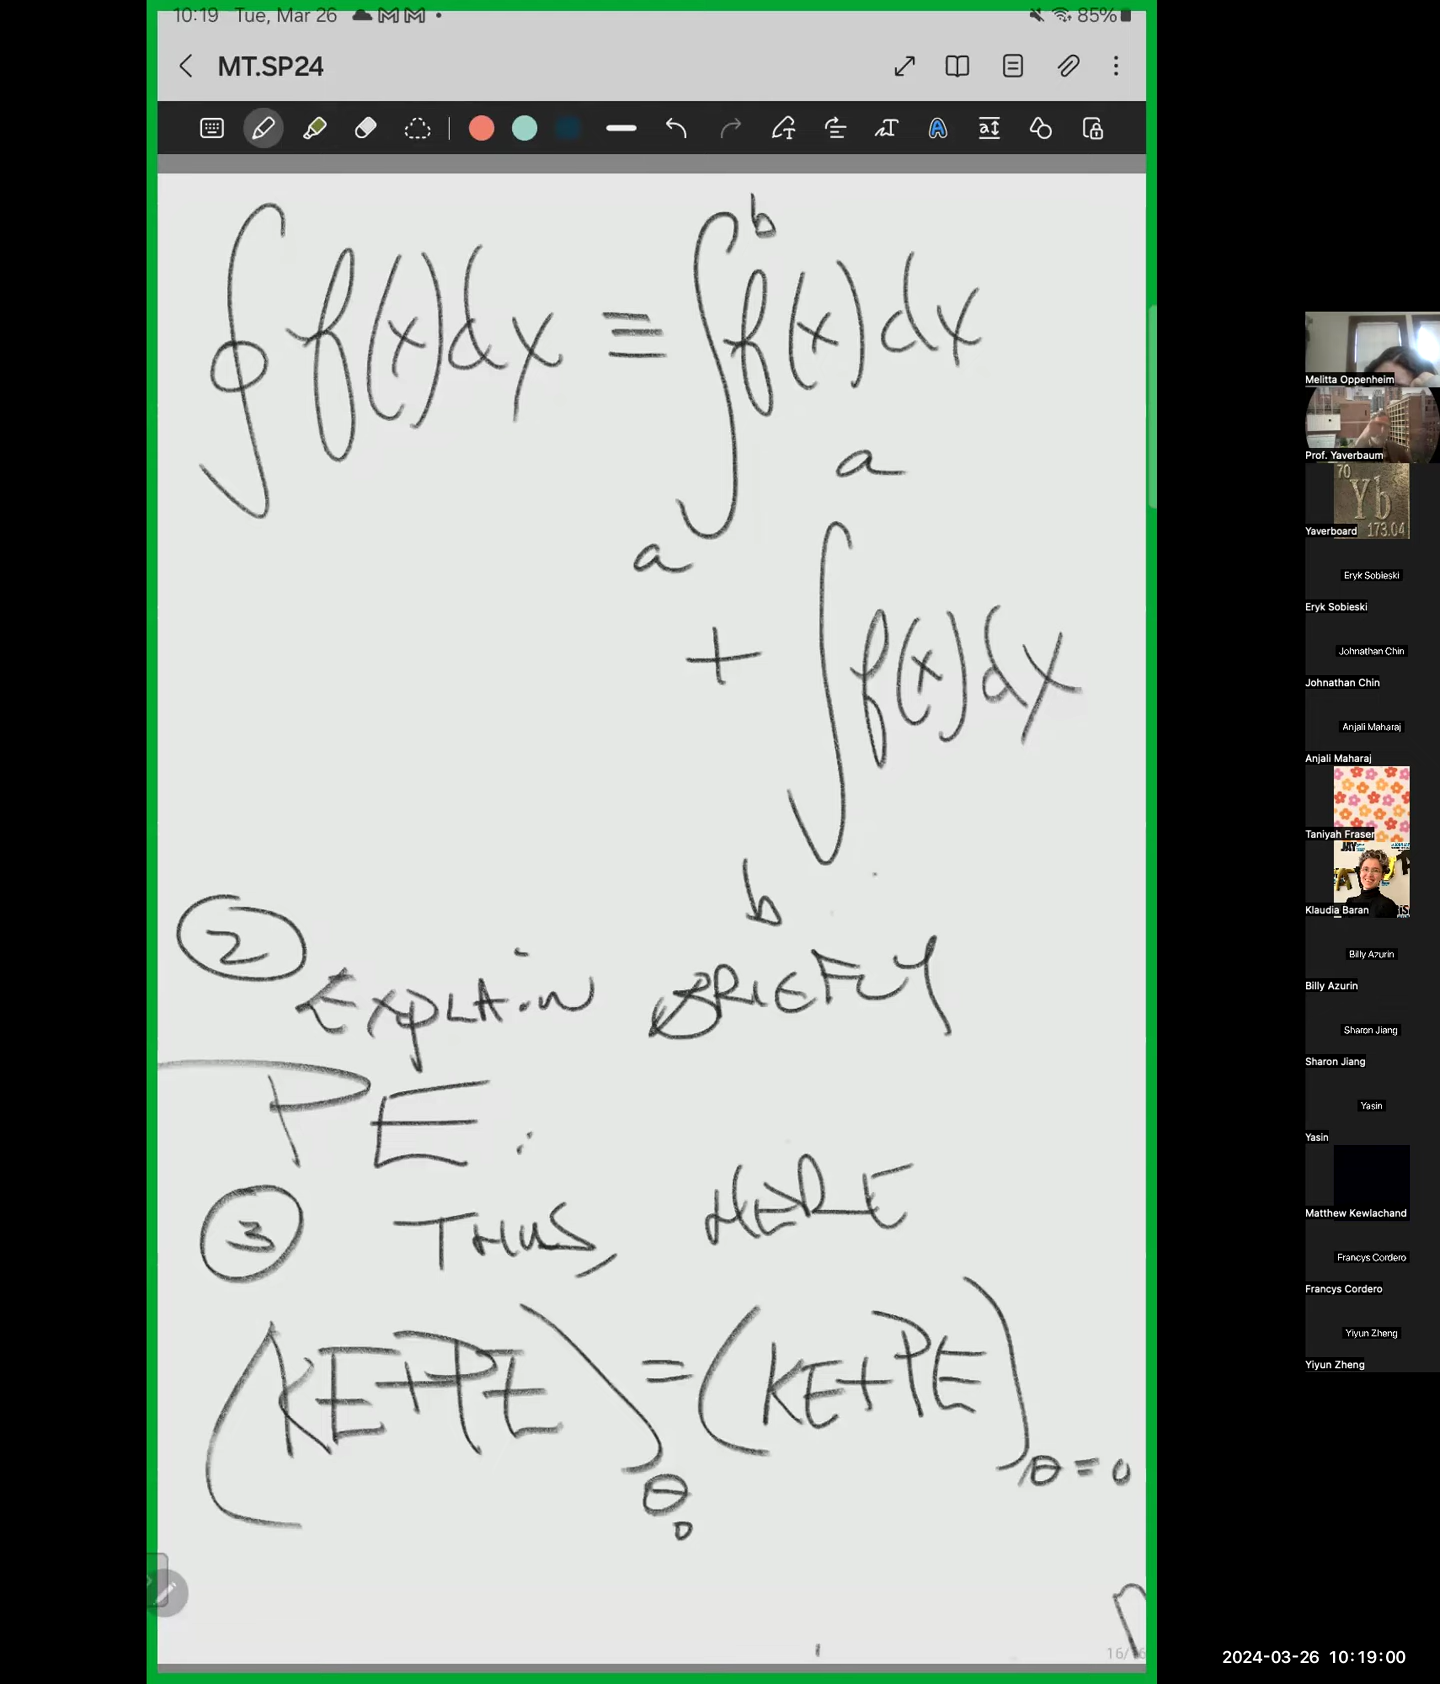 10:19 Tue, Mar 26
85%
MT.SP24
∮ f(x)dx ≡ ∫ₐᵇ f(x)dx
+ ∫_b^a f(x)dx
② EXPLAIN BRIEFLY
PE.
③ THUS, HERE
(KE+PE)_θ₀ = (KE+PE)_θ=0
Melitta Oppenheim
Prof. Yaverbaum
70
Yb
173.04
Yaverboard
Eryk Sobieski
Eryk Sobieski
Johnathan Chin
Johnathan Chin
Anjali Maharaj
Anjali Maharaj
Taniyah Fraser
JAY
Klaudia Baran
Billy Azurin
Billy Azurin
Sharon Jiang
Sharon Jiang
Yasin
Yasin
Matthew Kewlachand
Francys Cordero
Francys Cordero
Yiyun Zheng
Yiyun Zheng
2024-03-26 10:19:00